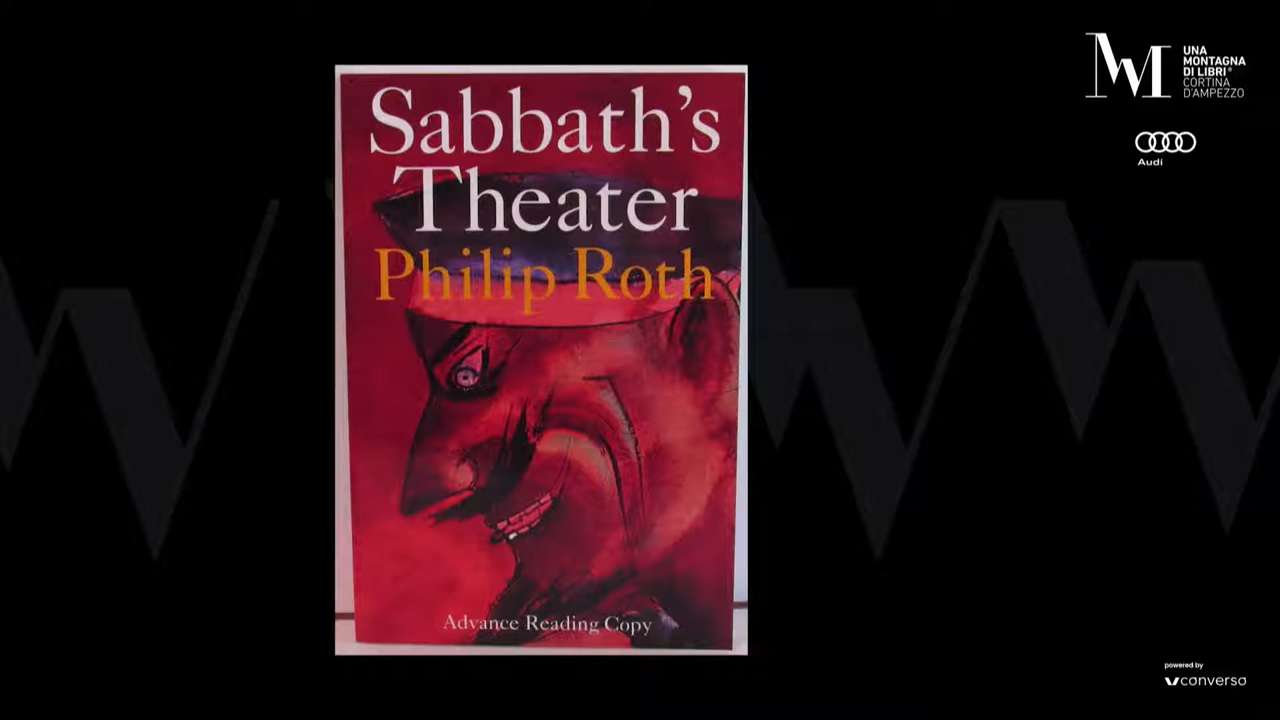 Sabbath's
Theater
Philip Roth
Advance Reading Copy
UNA
MONTAGNA
DI LIBRI®
CORTINA
D'AMPEZZO
Audi
powered by
converso